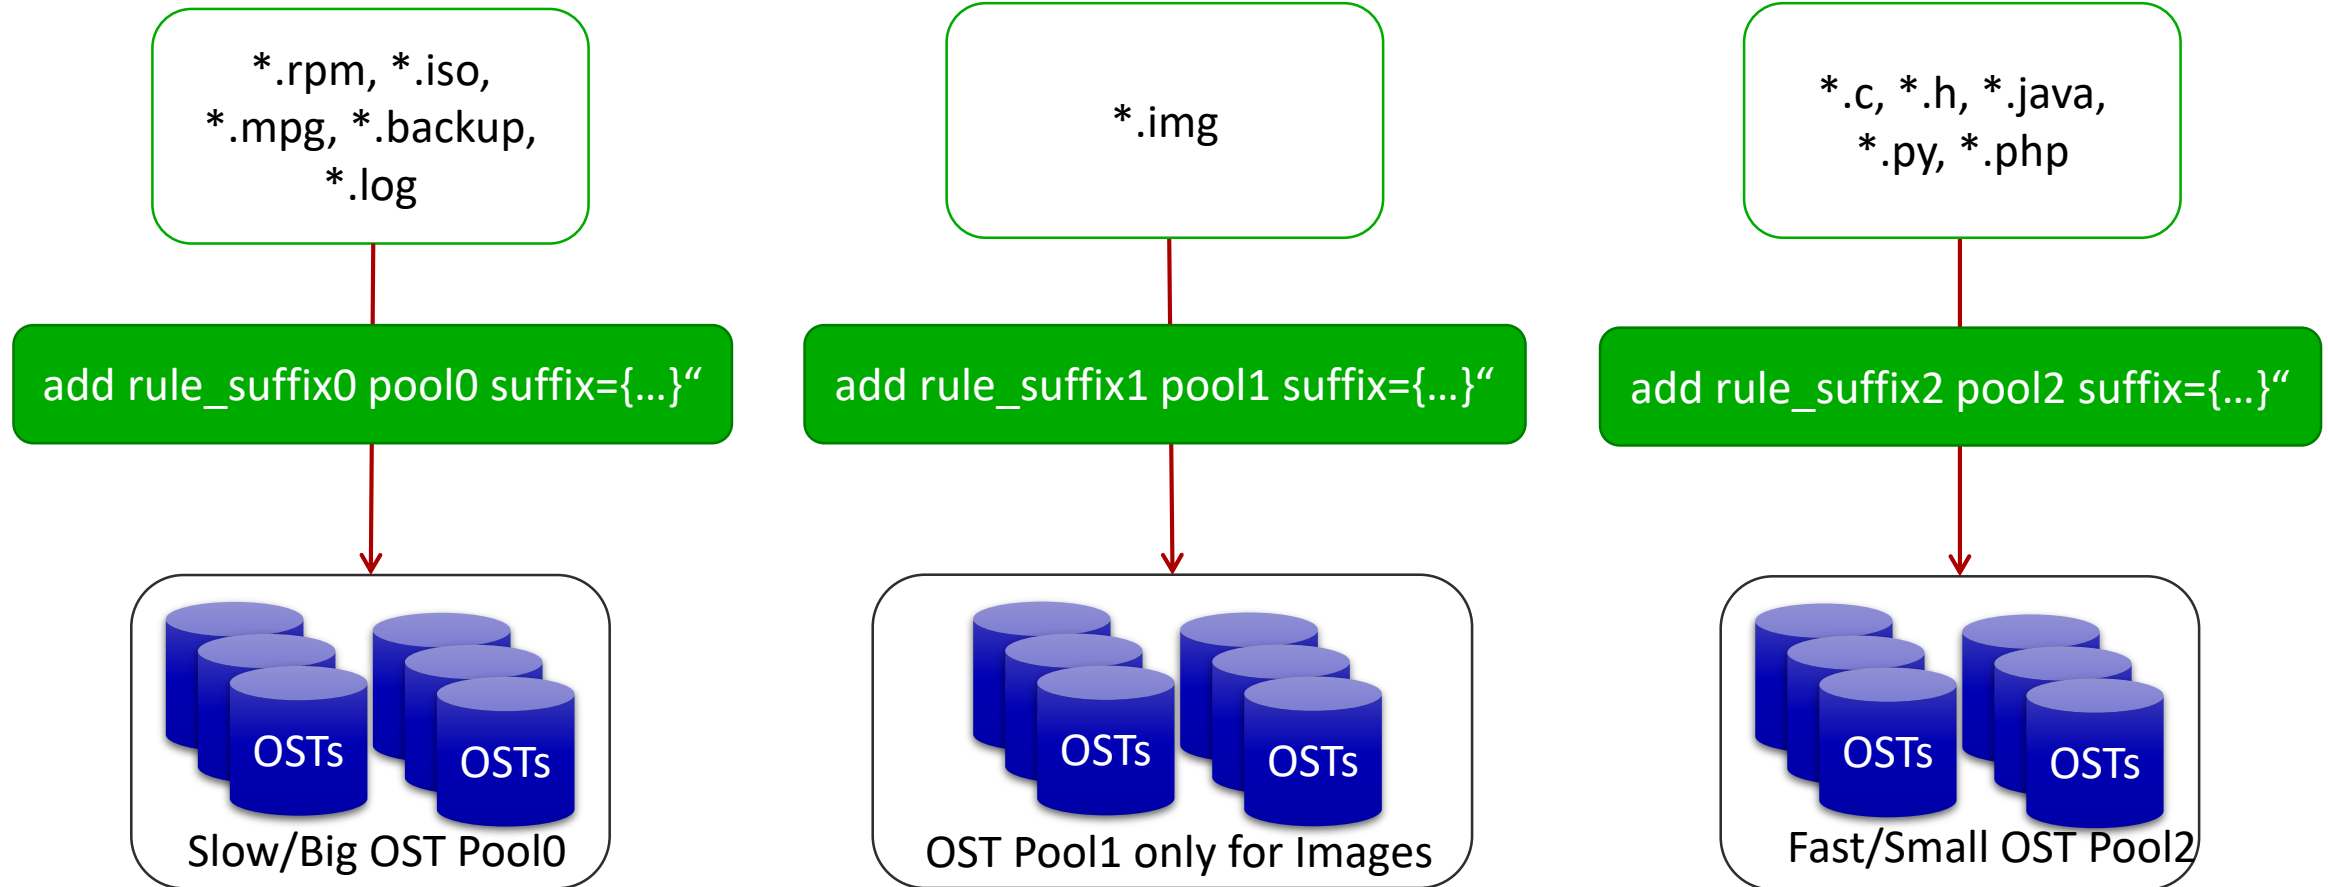 *.rpm, *.iso,
*.mpg, *.backup,
*.log
*.img
*.c, *.h, *.java,
*.py, *.php
add rule_suffix0 pool0 suffix={…}“
add rule_suffix1 pool1 suffix={…}“
add rule_suffix2 pool2 suffix={…}“
OSTs
OSTs
OSTs
OSTs
OSTs
OSTs
Slow/Big OST Pool0
OST Pool1 only for Images
Fast/Small OST Pool2